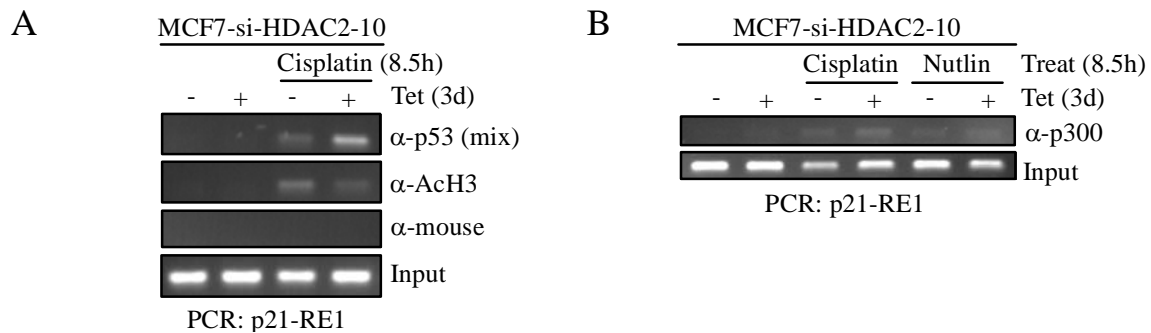 A
MCF7-si-HDAC2-10
Cisplatin (8.5h)
- + - + Tet (3d)
α-p53 (mix)
α-AcH3
α-mouse
Input
PCR: p21-RE1
B
MCF7-si-HDAC2-10
Cisplatin Nutlin Treat (8.5h)
- + - + - + Tet (3d)
α-p300
Input
PCR: p21-RE1